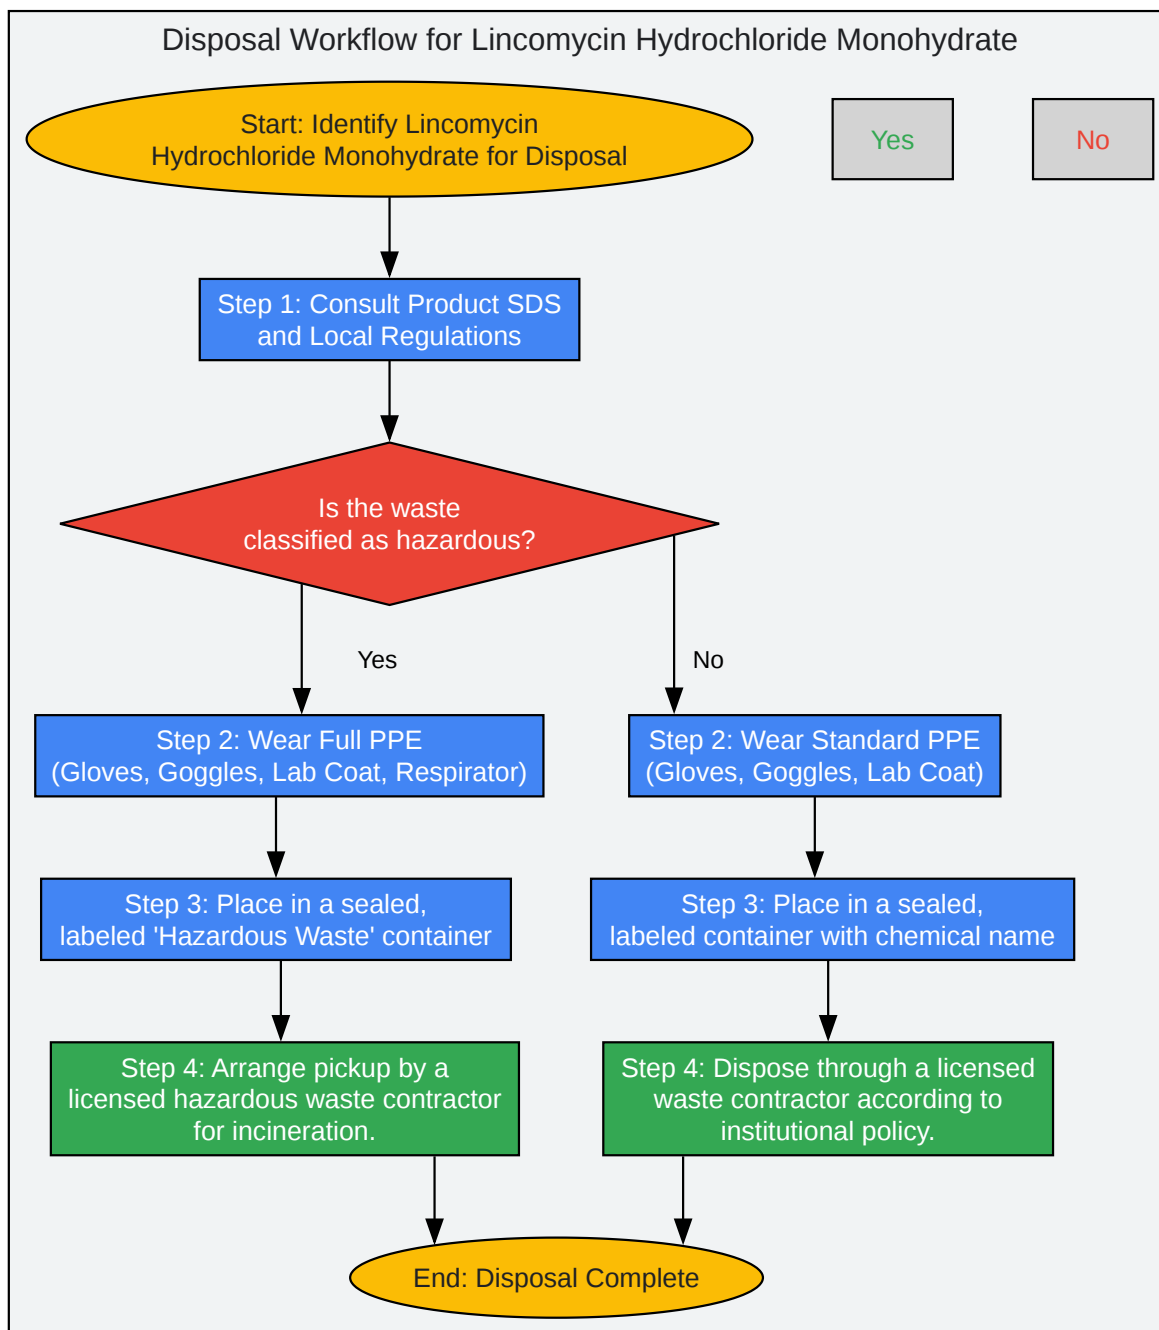 Disposal Workflow for Lincomycin Hydrochloride Monohydrate
Start: Identify Lincomycin
Hydrochloride Monohydrate for Disposal
Yes
No
Step 1: Consult Product SDS
and Local Regulations
Is the waste
classified as hazardous?
Yes
No
Step 2: Wear Full PPE
(Gloves, Goggles, Lab Coat, Respirator)
Step 2: Wear Standard PPE
(Gloves, Goggles, Lab Coat)
Step 3: Place in a sealed,
labeled 'Hazardous Waste' container
Step 3: Place in a sealed,
labeled container with chemical name
Step 4: Arrange pickup by a
licensed hazardous waste contractor
for incineration.
Step 4: Dispose through a licensed
waste contractor according to
institutional policy.
End: Disposal Complete